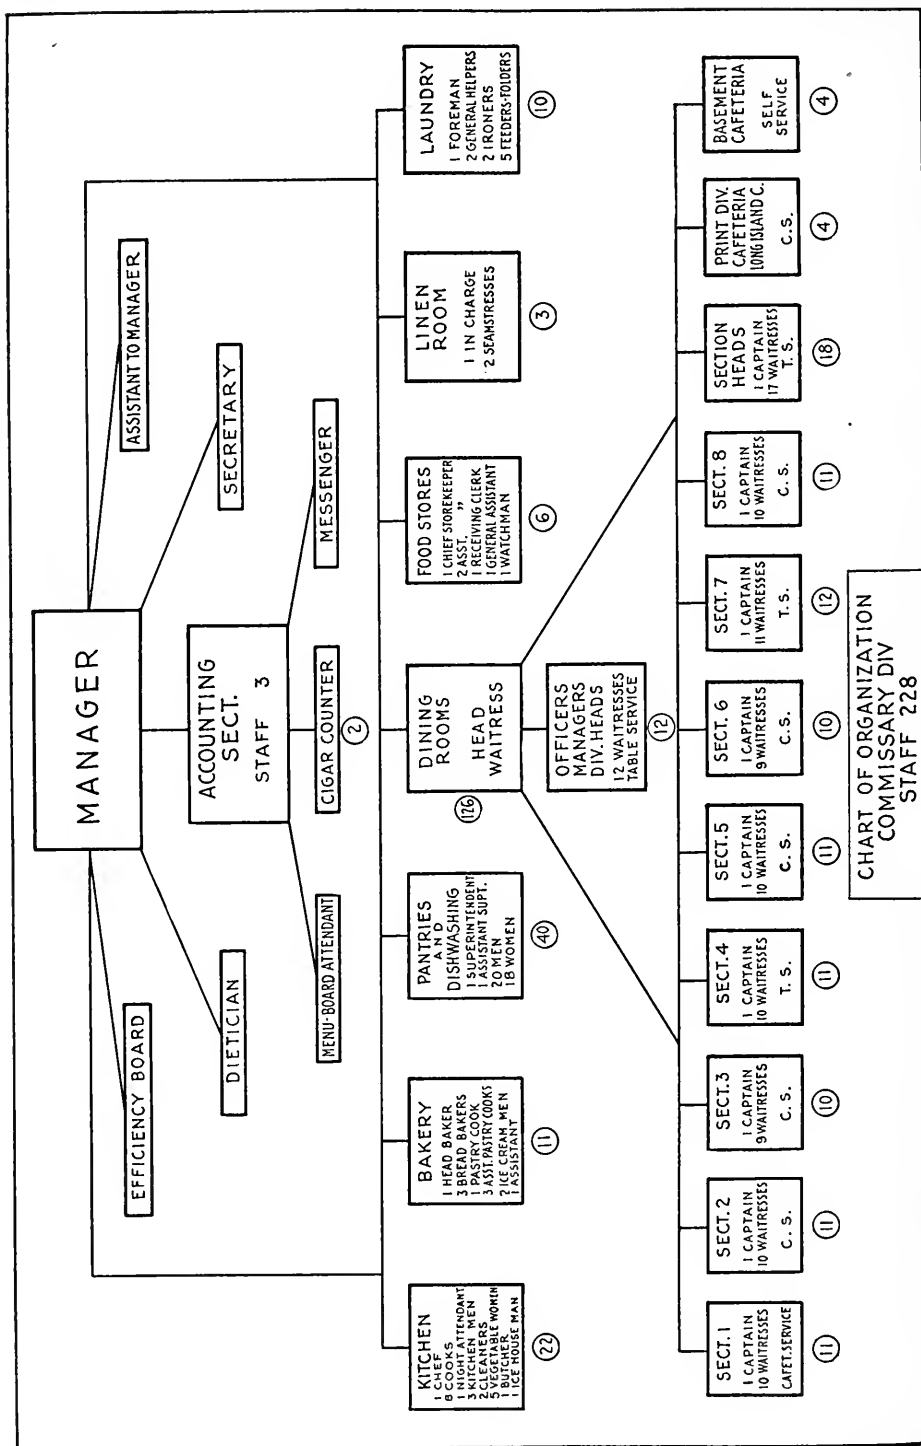 MANAGER
EFFICIENCY BOARD
DIETICIAN
ASSISTANT TO MANAGER
SECRETARY
ACCOUNTING
SECT.
STAFF 3
MENU-BOARD ATTENDANT
CIGAR COUNTER
2
MESSENGER
KITCHEN
1 CHEF
8 COOKS
1 NIGHT ATTENDANT
3 KITCHEN MEN
2 CLEANERS
5 VEGETABLE WOMEN
1 BUTCHER
1 ICE HOUSE MAN
22
BAKERY
1 HEAD BAKER
3 BREAD BAKERS
1 PASTRY COOK
3 ASST. PASTRY COOKS
2 ICE CREAM MEN
1 ASSISTANT
11
PANTRIES
AND
DISHWASHING
1 SUPERINTENDENT
1 ASSISTANT SUPT.
20 MEN
18 WOMEN
40
DINING
ROOMS
HEAD
WAITRESS
126
FOOD STORES
1 CHIEF STOREKEEPER
2 ASST. "
1 RECEIVING CLERK
1 GENERAL ASSISTANT
1 WATCHMAN
6
LINEN
ROOM
1 IN CHARGE
2 SEAMSTRESSES
3
LAUNDRY
1 FOREMAN
2 GENERAL HELPERS
2 IRONERS
5 FEEDERS-FOLDERS
10
OFFICERS
MANAGERS
DIV. HEADS
12 WAITRESSES
TABLE SERVICE
12
SECT. 1
1 CAPTAIN
10 WAITRESSES
CAFET. SERVICE
11
SECT. 2
1 CAPTAIN
10 WAITRESSES
C. S.
11
SECT. 3
1 CAPTAIN
9 WAITRESSES
C. S.
10
SECT. 4
1 CAPTAIN
10 WAITRESSES
T. S.
11
SECT. 5
1 CAPTAIN
10 WAITRESSES
C. S.
11
SECT. 6
1 CAPTAIN
9 WAITRESSES
C. S.
10
SECT. 7
1 CAPTAIN
11 WAITRESSES
T. S.
12
SECT. 8
1 CAPTAIN
10 WAITRESSES
C. S.
11
SECTION
HEADS
1 CAPTAIN
17 WAITRESSES
T. S.
18
PRINT DIV.
CAFETERIA
LONG ISLAND C.
C. S.
4
BASEMENT
CAFETERIA
SELF
SERVICE
4
CHART OF ORGANIZATION
COMMISSARY DIV
STAFF 228